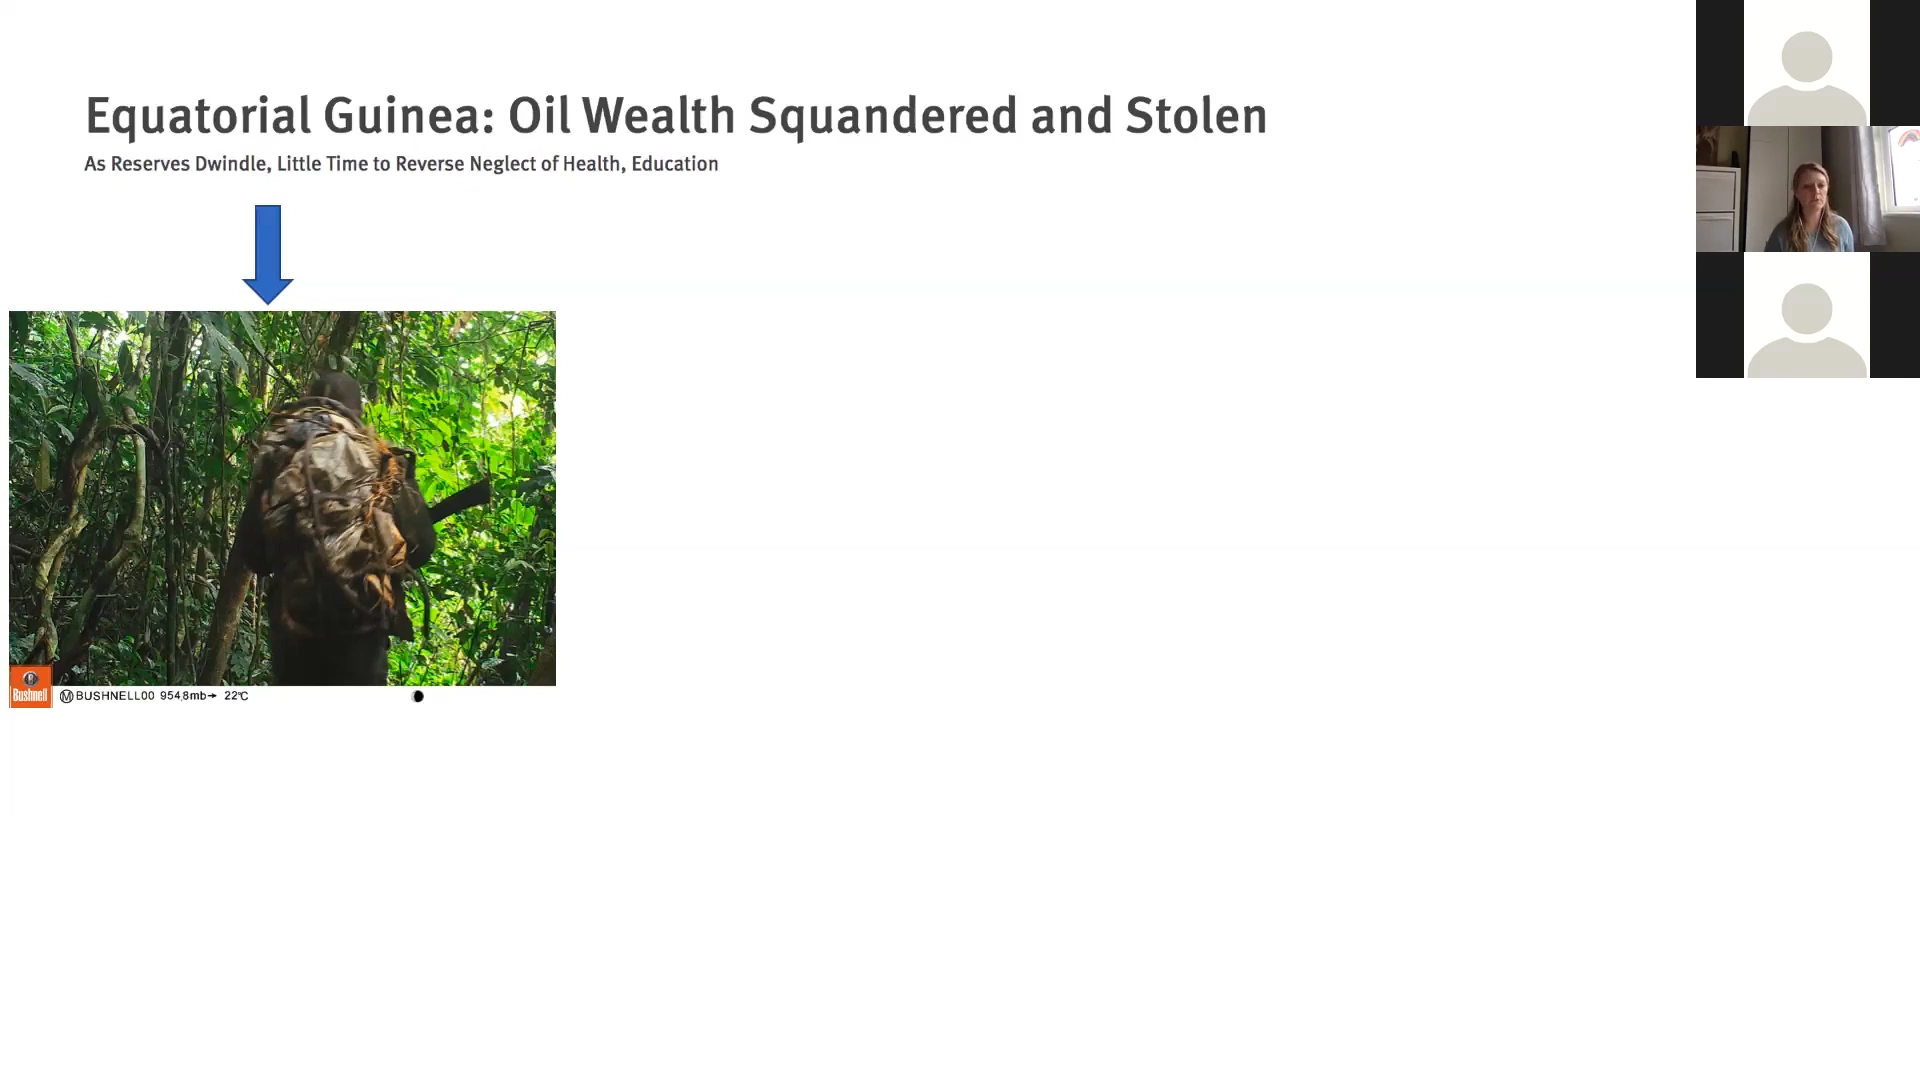 Equatorial Guinea: Oil Wealth Squandered and Stolen
As Reserves Dwindle, Little Time to Reverse Neglect of Health, Education
Bushnell
M BUSHNELL00 954.8mb→ 22°C